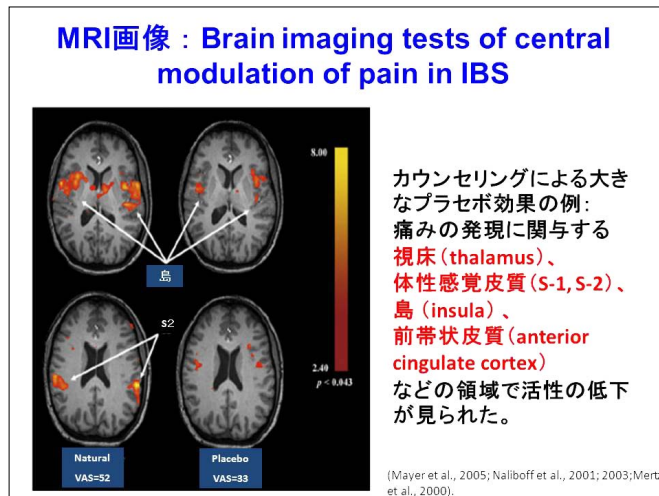 MRI画像：Brain imaging tests of central
modulation of pain in IBS
8.00
島
S2
2.40
p < 0.043
Natural
VAS=52
Placebo
VAS=33
カウンセリングによる大き
なプラセボ効果の例：
痛みの発現に関与する
視床（thalamus）、
体性感覚皮質（S-1, S-2）、
島（insula）、
前帯状皮質（anterior
cingulate cortex）
などの領域で活性の低下
が見られた。
(Mayer et al., 2005; Naliboff et al., 2001; 2003;Mertz
et al., 2000).